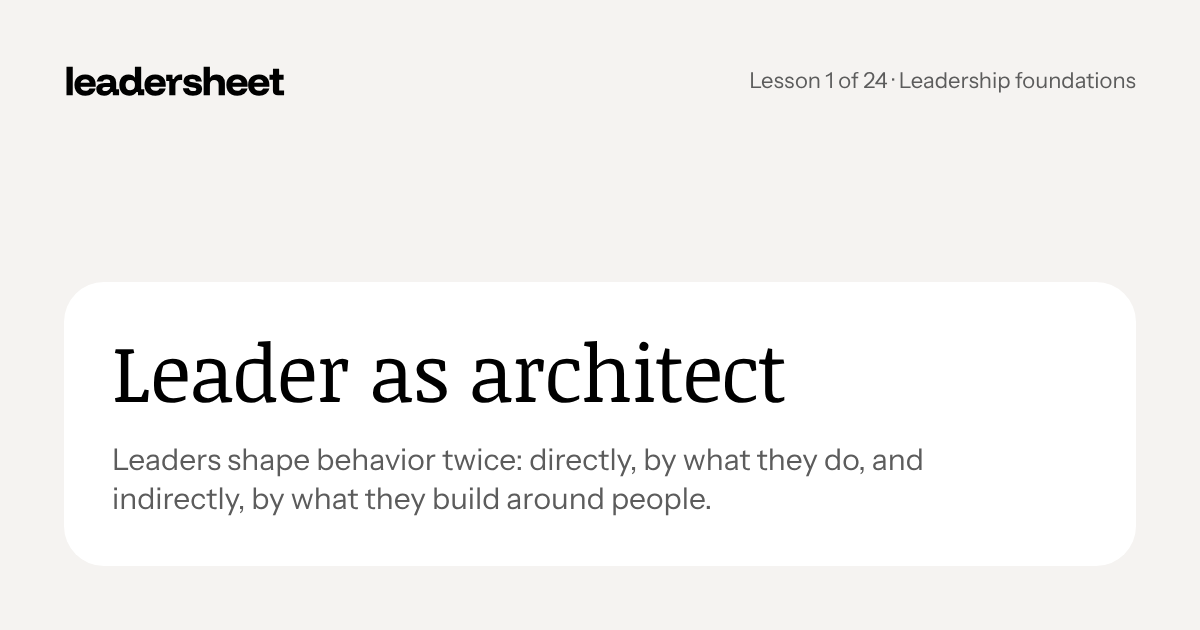 leadersheet
Lesson 1 of 24 · Leadership foundations
Leader as architect
Leaders shape behavior twice: directly, by what they do, and
indirectly, by what they build around people.